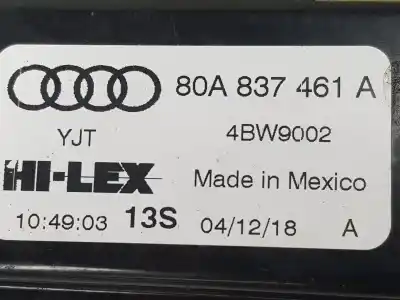 80A 837 461 A
YJT 4BW9002
HI-LEX Made in Mexico
10:49:03 13S 04/12/18 A